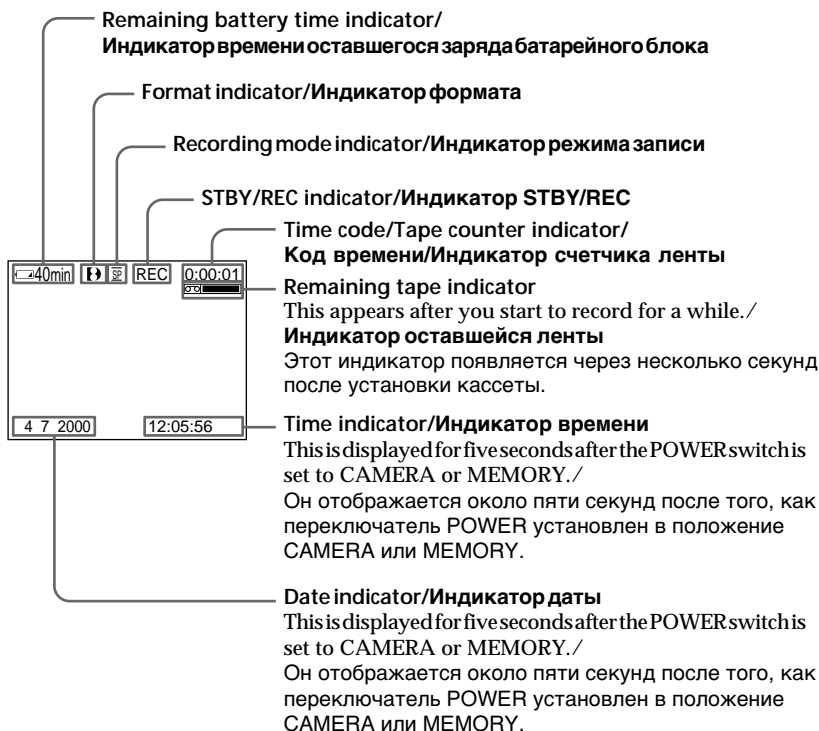 Remaining battery time indicator/
Индикатор времени оставшегося заряда батарейного блока
Format indicator/Индикатор формата
Recording mode indicator/Индикатор режима записи
STBY/REC indicator/Индикатор STBY/REC
Time code/Tape counter indicator/
Код времени/Индикатор счетчика ленты
40min SP REC 0:00:01
Remaining tape indicator
This appears after you start to record for a while./
Индикатор оставшейся ленты
Этот индикатор появляется через несколько секунд
после установки кассеты.
4 7 2000 12:05:56
Time indicator/Индикатор времени
This is displayed for five seconds after the POWER switch is
set to CAMERA or MEMORY./
Он отображается около пяти секунд после того, как
переключатель POWER установлен в положение
CAMERA или MEMORY.
Date indicator/Индикатор даты
This is displayed for five seconds after the POWER switch is
set to CAMERA or MEMORY./
Он отображается около пяти секунд после того, как
переключатель POWER установлен в положение
CAMERA или MEMORY.